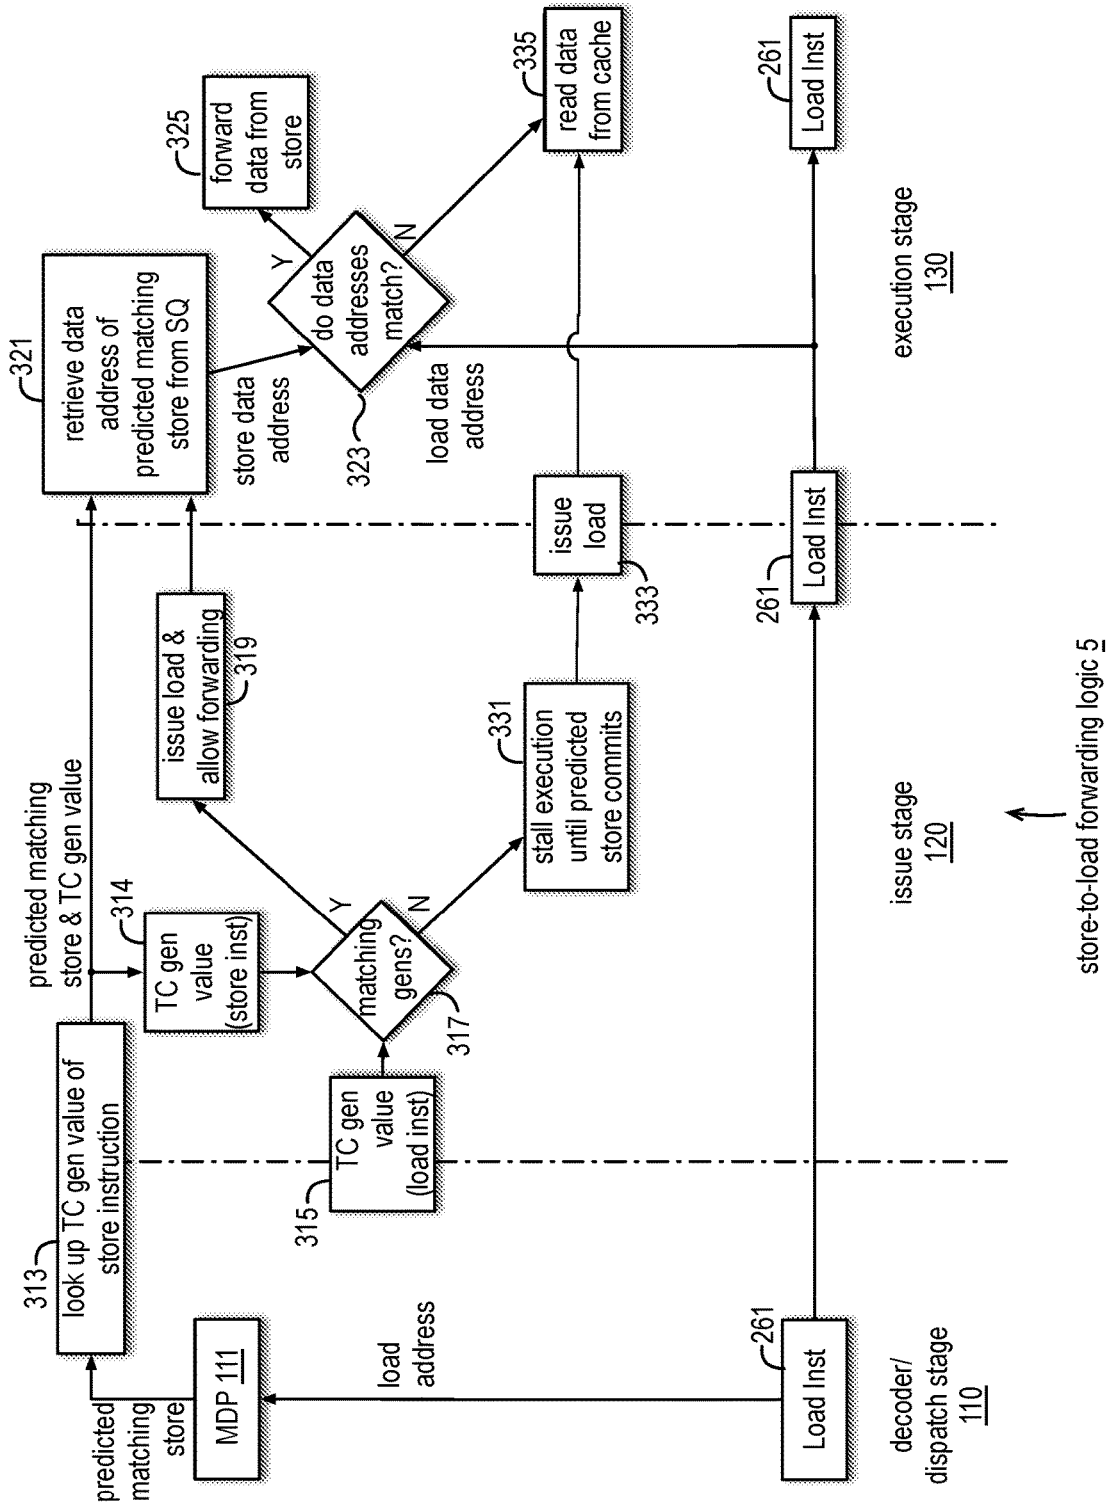 predicted
matching
store
MDP 111
load
address
261
Load Inst
decoder/
dispatch stage
110
313
look up TC gen value of
store instruction
predicted matching
store & TC gen value
314
TC gen
value
(store inst)
315
TC gen
value
(load inst)
matching
gens?
317
Y
N
issue load &
allow forwarding
319
331
stall execution
until predicted
store commits
issue
load
333
261
Load Inst
issue stage
120
321
retrieve data
address of
predicted matching
store from SQ
store data
address
do data
addresses
match?
323
Y
N
load data
address
325
forward
data from
store
335
read data
from cache
261
Load Inst
execution stage
130
store-to-load forwarding logic 5